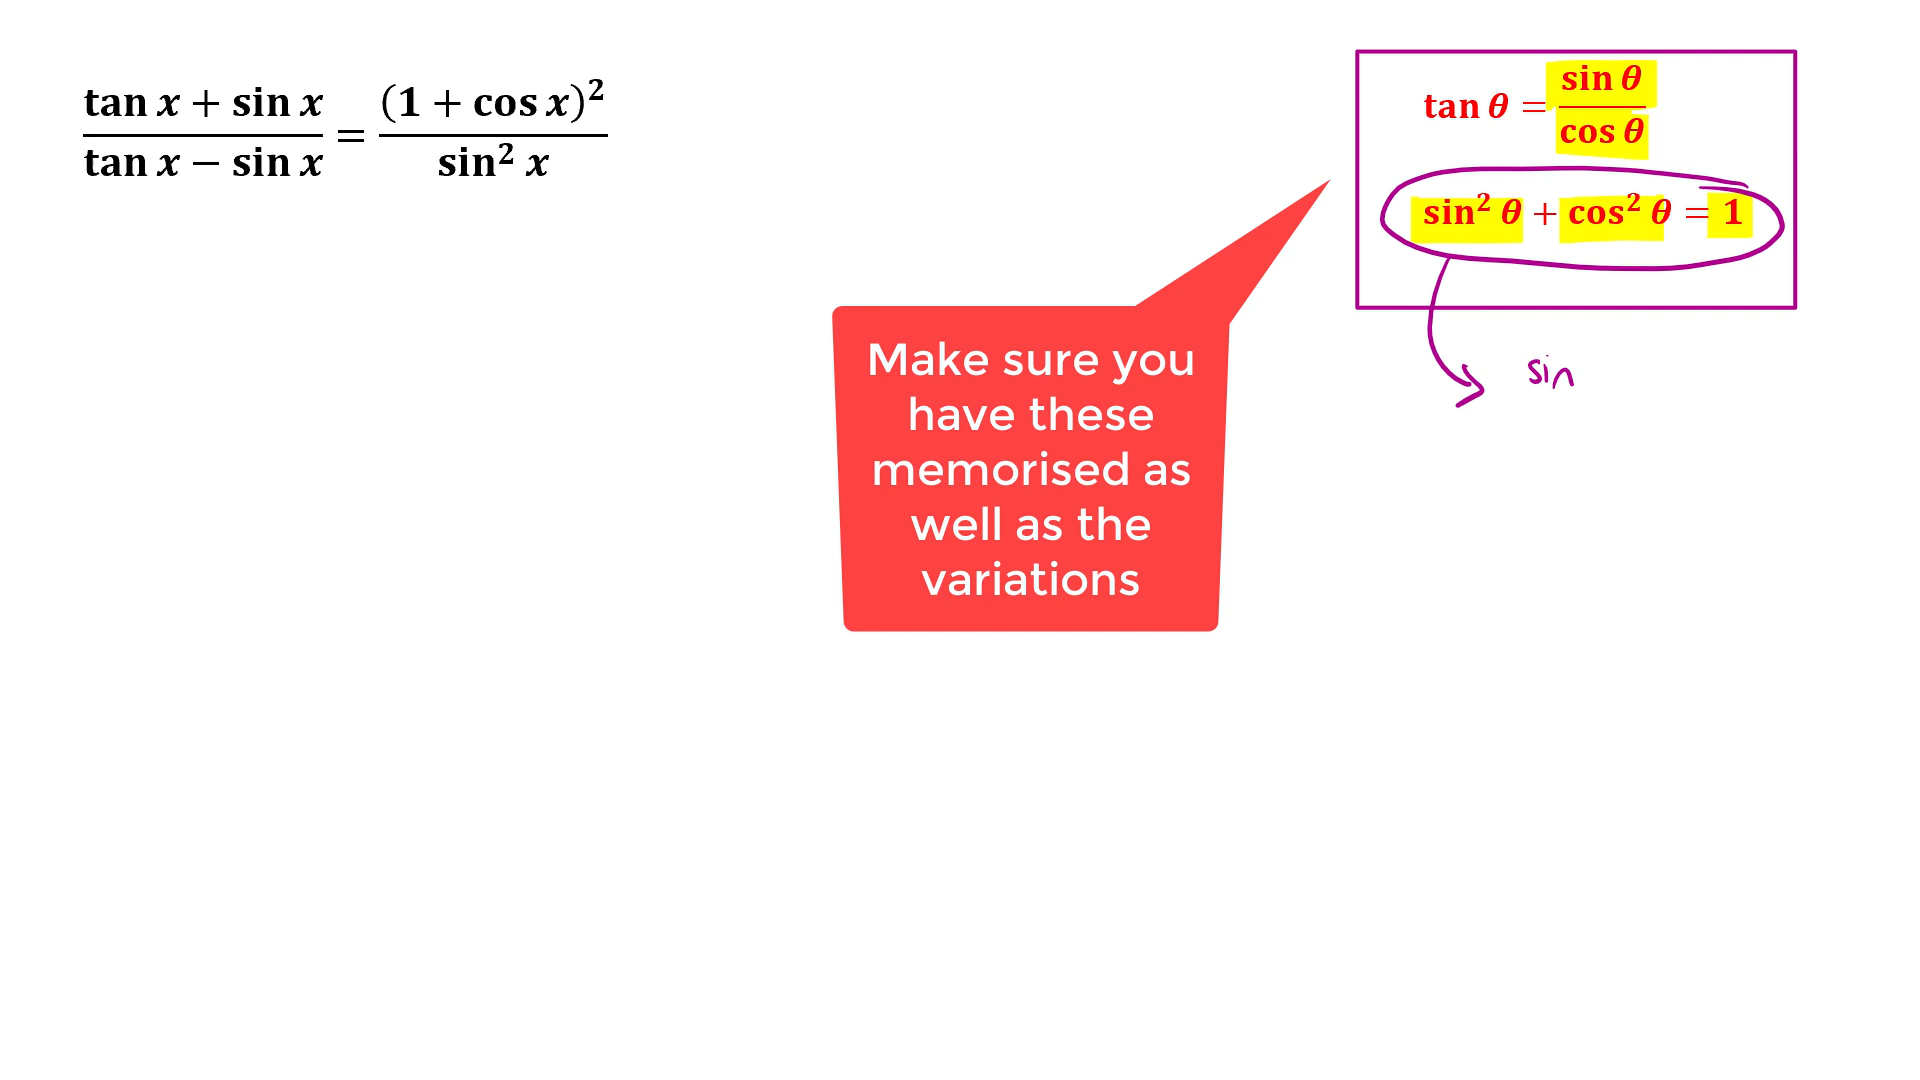 tan x + sin x / tan x − sin x = (1 + cos x)² / sin² x
tan θ = sin θ / cos θ
sin² θ + cos² θ = 1
sin
Make sure you
have these
memorised as
well as the
variations